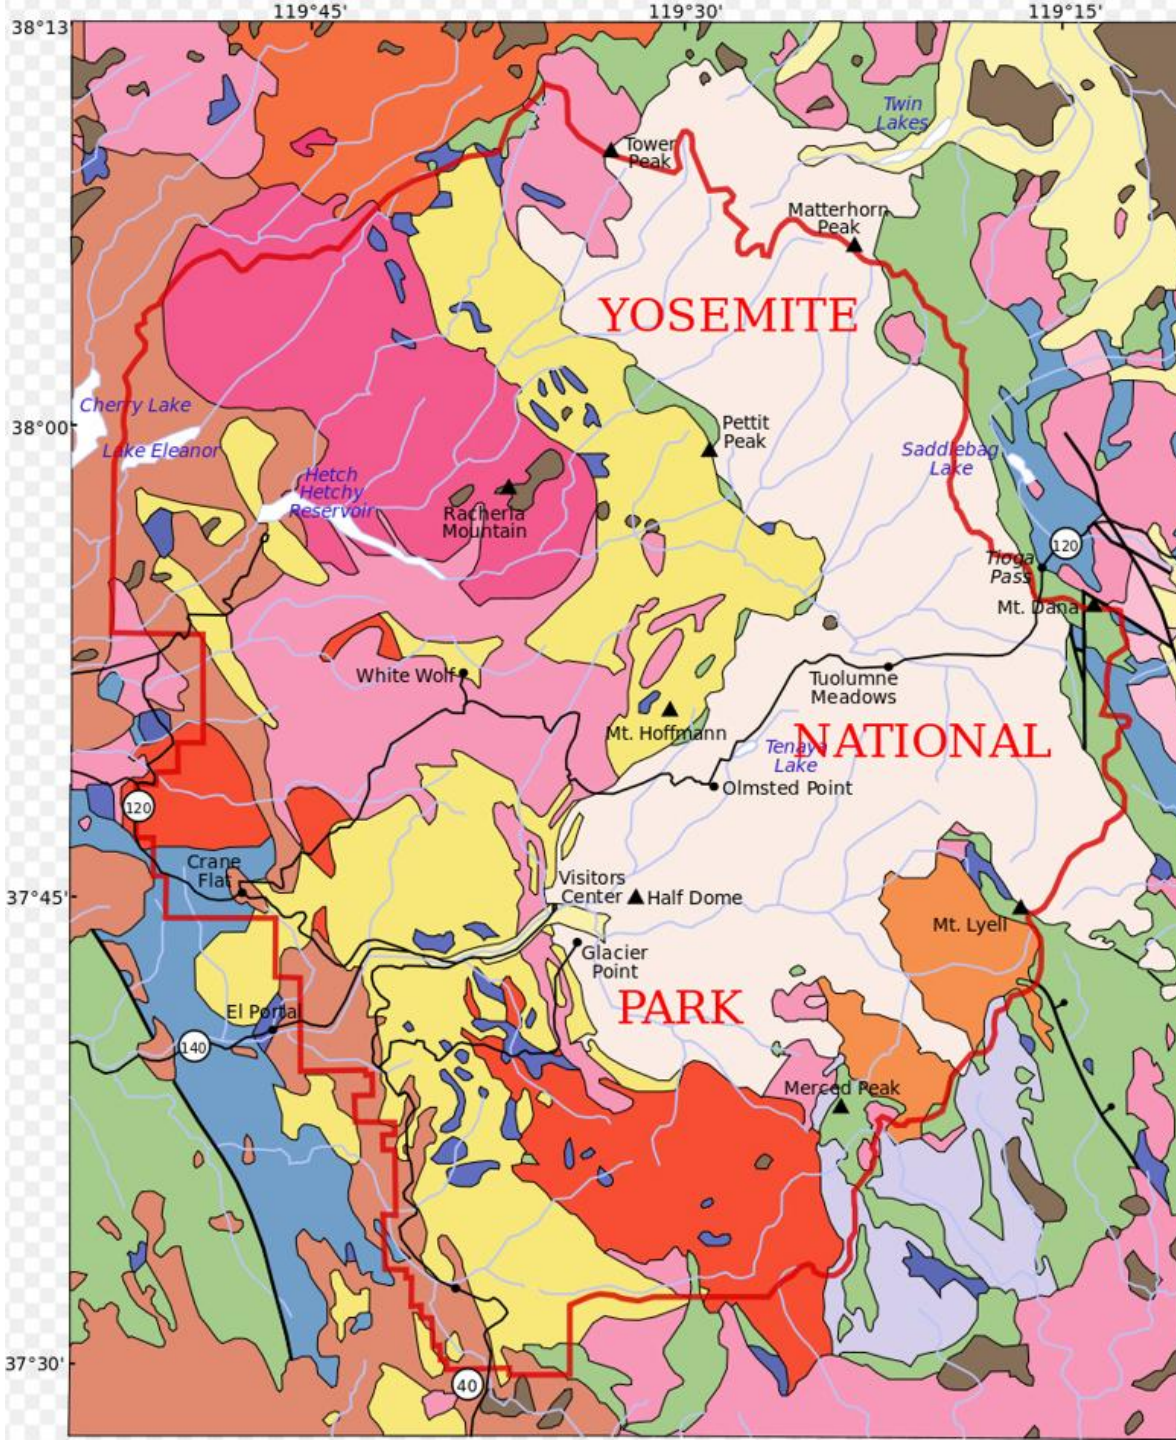 119°45'
119°30'
119°15'
38°13
Twin
Lakes
Tower
Peak
Matterhorn
Peak
YOSEMITE
Cherry Lake
38°00'
Pettit
Peak
Lake Eleanor
Saddlebag
Lake
Hetch
Hetchy
Reservoir
Racheria
Mountain
120
Tioga
Pass
Mt. Dana
White Wolf
Tuolumne
Meadows
Mt. Hoffmann
NATIONAL
Tenaya
Lake
Olmsted Point
120
Crane
Flat
Visitors
Center
Half Dome
37°45'
Mt. Lyell
Glacier
Point
PARK
El Portal
140
Merced Peak
37°30'
40